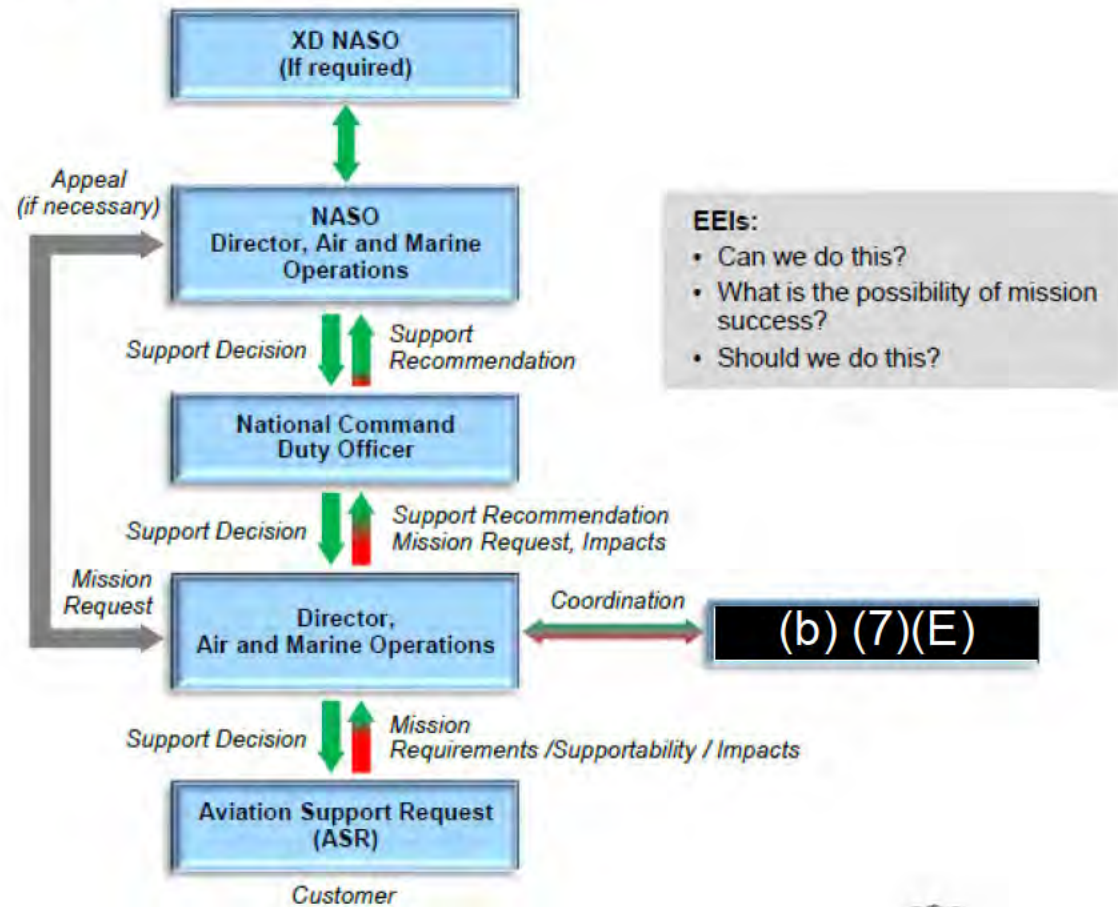 XD NASO
(If required)
Appeal
(if necessary)
NASO
Director, Air and Marine
Operations
EEIs:
• Can we do this?
• What is the possibility of mission
success?
• Should we do this?
Support Decision
Support
Recommendation
National Command
Duty Officer
Support Decision
Support Recommendation
Mission Request, Impacts
Mission
Request
Director,
Air and Marine Operations
Coordination
(b) (7)(E)
Support Decision
Mission
Requirements /Supportability / Impacts
Aviation Support Request
(ASR)
Customer